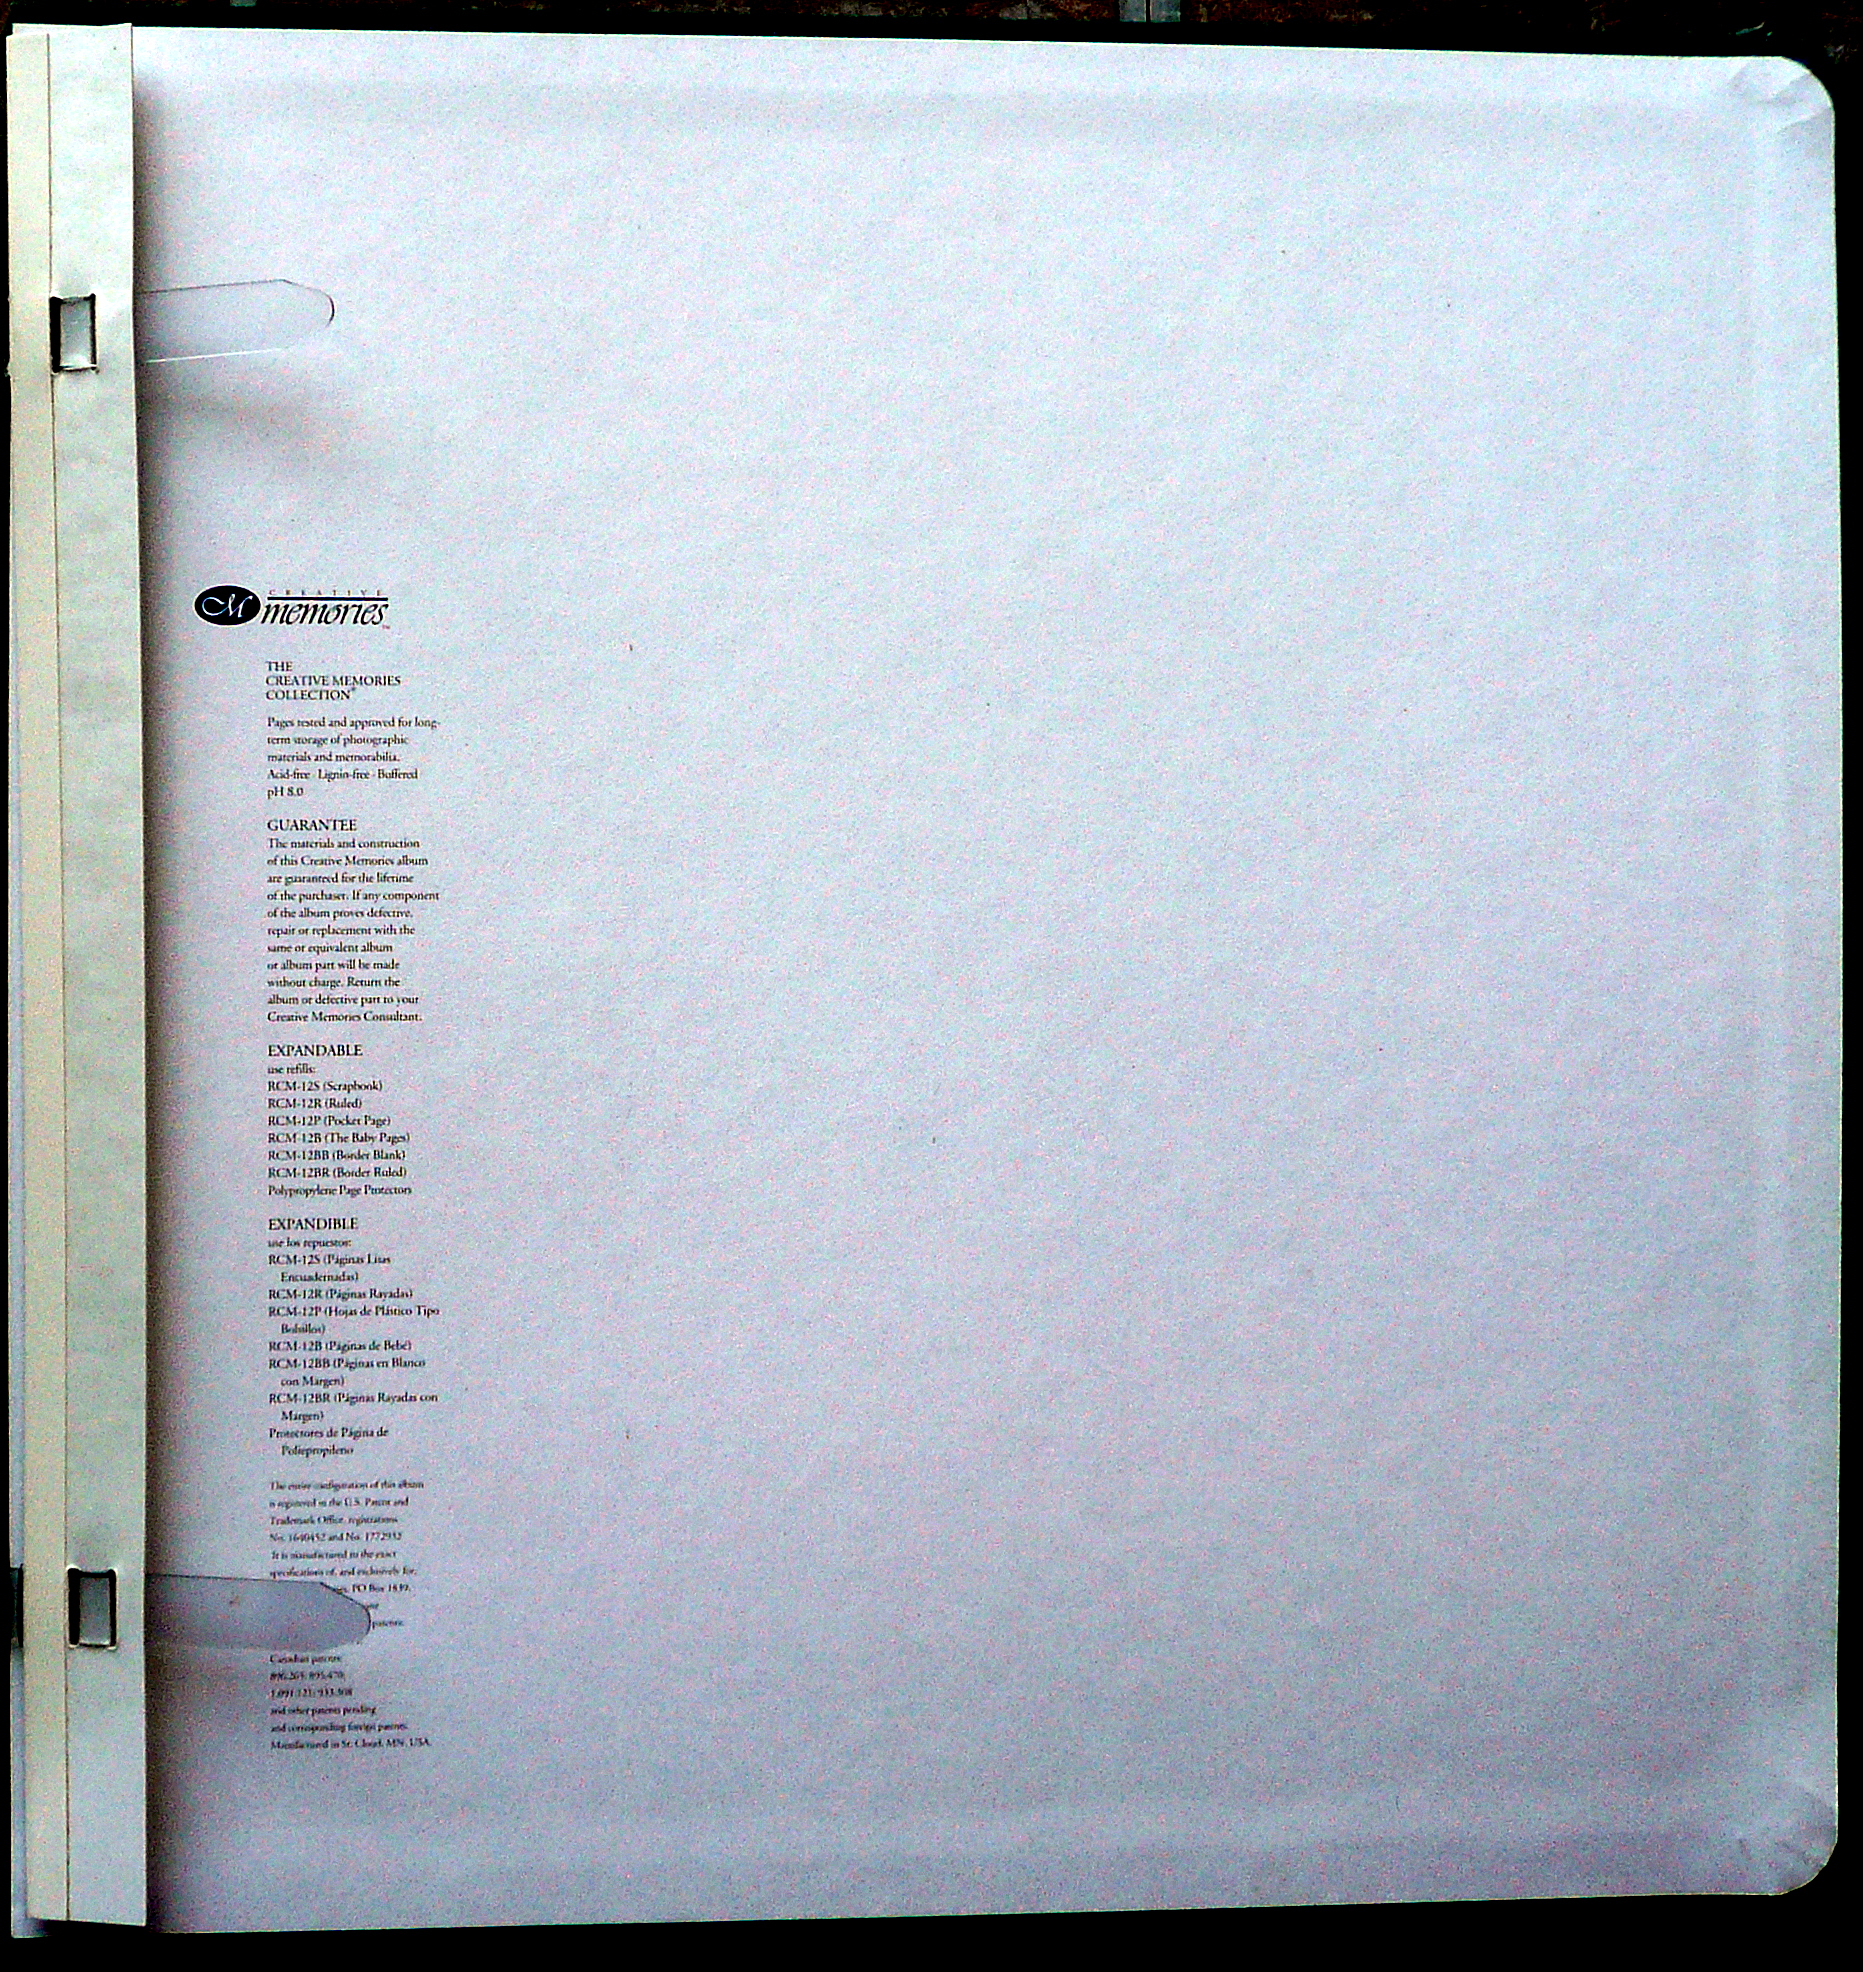 M CREATIVE
memories™
THE
CREATIVE MEMORIES
COLLECTION®
Pages tested and approved for long-
term storage of photographic
materials and memorabilia.
Acid-free · Lignin-free · Buffered
pH 8.0
GUARANTEE
The materials and construction
of this Creative Memories album
are guaranteed for the lifetime
of the purchaser. If any component
of the album proves defective,
repair or replacement with the
same or equivalent album
or album part will be made
without charge. Return the
album or defective part to your
Creative Memories Consultant.
EXPANDABLE
use refills:
RCM-12S (Scrapbook)
RCM-12R (Ruled)
RCM-12P (Pocket Page)
RCM-12B (The Baby Pages)
RCM-12BB (Border Blank)
RCM-12BR (Border Ruled)
Polypropylene Page Protectors
EXPANDIBLE
use los repuestos:
RCM-12S (Páginas Lisas
Encuadernadas)
RCM-12R (Páginas Rayadas)
RCM-12P (Hojas de Plástico Tipo
Bolsillos)
RCM-12B (Páginas de Bebé)
RCM-12BB (Páginas en Blanco
con Margen)
RCM-12BR (Páginas Rayadas con
Margen)
Protectores de Página de
Poliepropileno
The entire configuration of this album
is registered in the U.S. Patent and
Trademark Office, registrations
No. 1640452 and No. 1772932
It is manufactured to the exact
specifications of, and exclusively for,
PO Box 1839,
patents:
Canadian patents:
and other patents pending
and corresponding foreign patents.
Manufactured in St. Cloud, MN, USA.